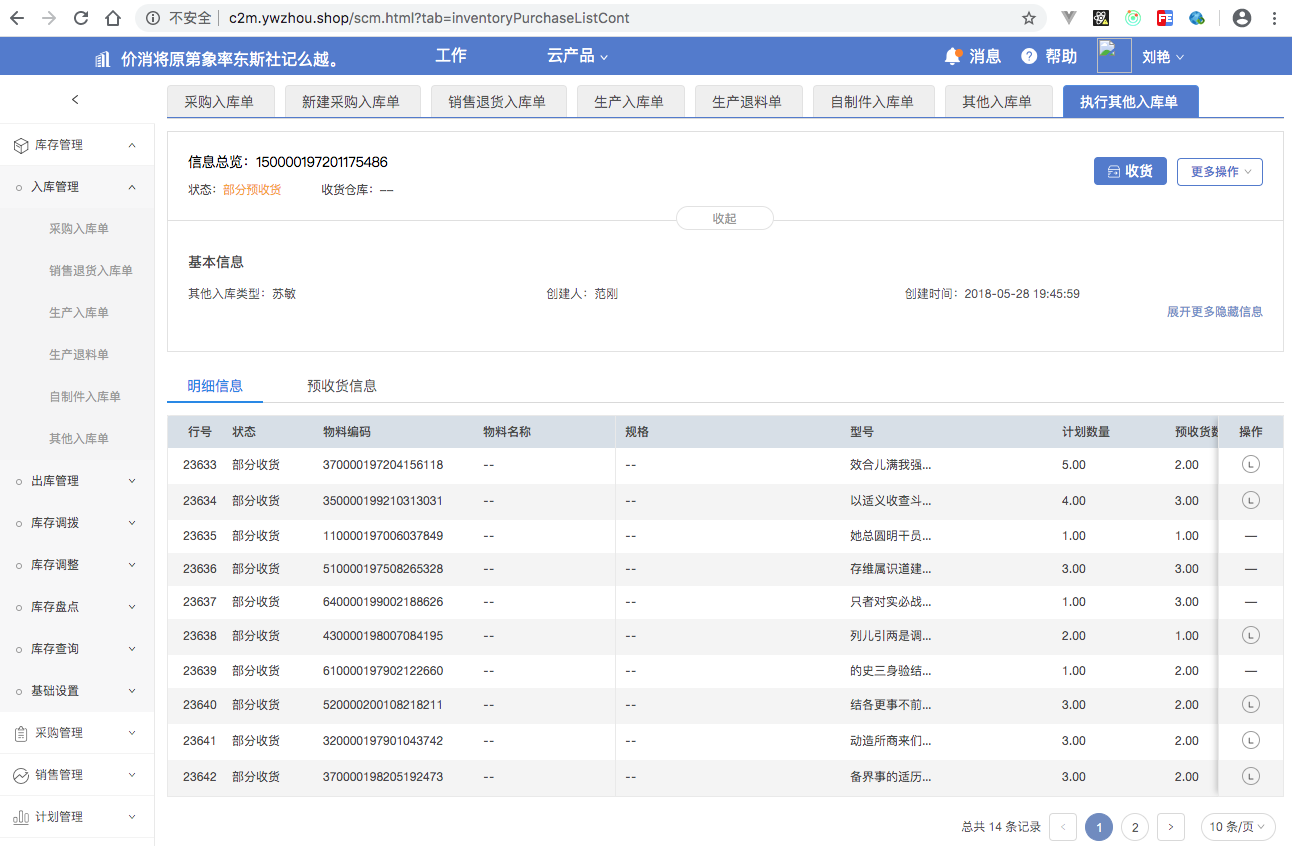 不安全 c2m.ywzhou.shop/scm.html?tab=inventoryPurchaseListCont
价消将原第象率东斯社记么越。 工作 云产品 消息 帮助 刘艳
采购入库单 新建采购入库单 销售退货入库单 生产入库单 生产退料单 自制件入库单 其他入库单 执行其他入库单
库存管理
入库管理
采购入库单
销售退货入库单
生产入库单
生产退料单
自制件入库单
其他入库单
出库管理
库存调拨
库存调整
库存盘点
库存查询
基础设置
采购管理
销售管理
计划管理
信息总览：150000197201175486
收货 更多操作
状态：部分预收货 收货仓库：--
收起
基本信息
其他入库类型：苏敏 创建人：范刚 创建时间：2018-05-28 19:45:59
展开更多隐藏信息
明细信息 预收货信息
行号 状态 物料编码 物料名称 规格 型号 计划数量 预收货数 操作
23633 部分收货 370000197204156118 -- -- 效合儿满我强... 5.00 2.00
23634 部分收货 350000199210313031 -- -- 以适义收查斗... 4.00 3.00
23635 部分收货 110000197006037849 -- -- 她总圆明干员... 1.00 1.00 —
23636 部分收货 510000197508265328 -- -- 存维属识道建... 3.00 3.00 —
23637 部分收货 640000199002188626 -- -- 只者对实必战... 1.00 3.00 —
23638 部分收货 430000198007084195 -- -- 列儿引两是调... 2.00 1.00
23639 部分收货 610000197902122660 -- -- 的史三身验结... 1.00 2.00 —
23640 部分收货 520000200108218211 -- -- 结各更事不前... 3.00 2.00
23641 部分收货 320000197901043742 -- -- 动造所商来们... 3.00 2.00
23642 部分收货 370000198205192473 -- -- 备界事的适历... 3.00 2.00
总共 14 条记录 < 1 2 > 10 条/页